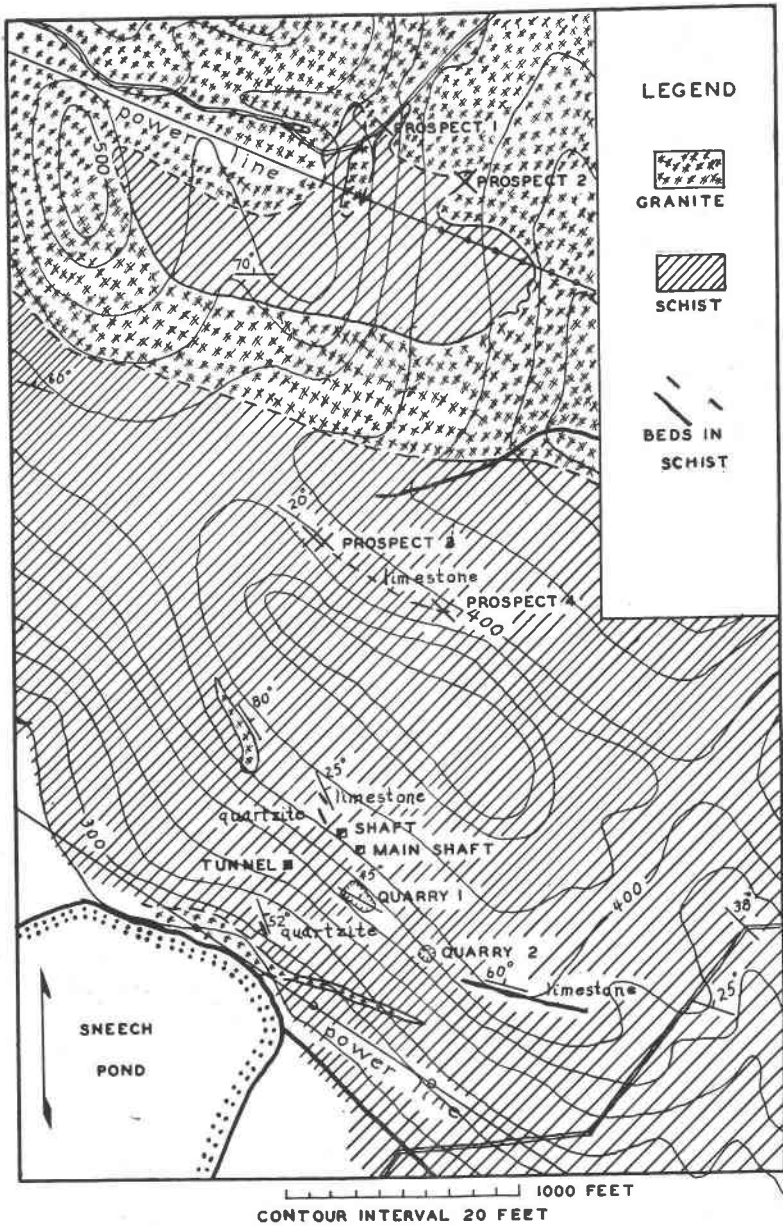 LEGEND
GRANITE
SCHIST
BEDS IN
SCHIST
power line
500
PROSPECT 1
PROSPECT 2
70°
60°
20°
PROSPECT 3
limestone
PROSPECT 4
400
80°
25°
limestone
quartzite
SHAFT
MAIN SHAFT
300
TUNNEL
45°
QUARRY 1
52°
quartzite
QUARRY 2
400
38°
60°
limestone
25°
SNEECH
POND
power line
1000 FEET
CONTOUR INTERVAL 20 FEET